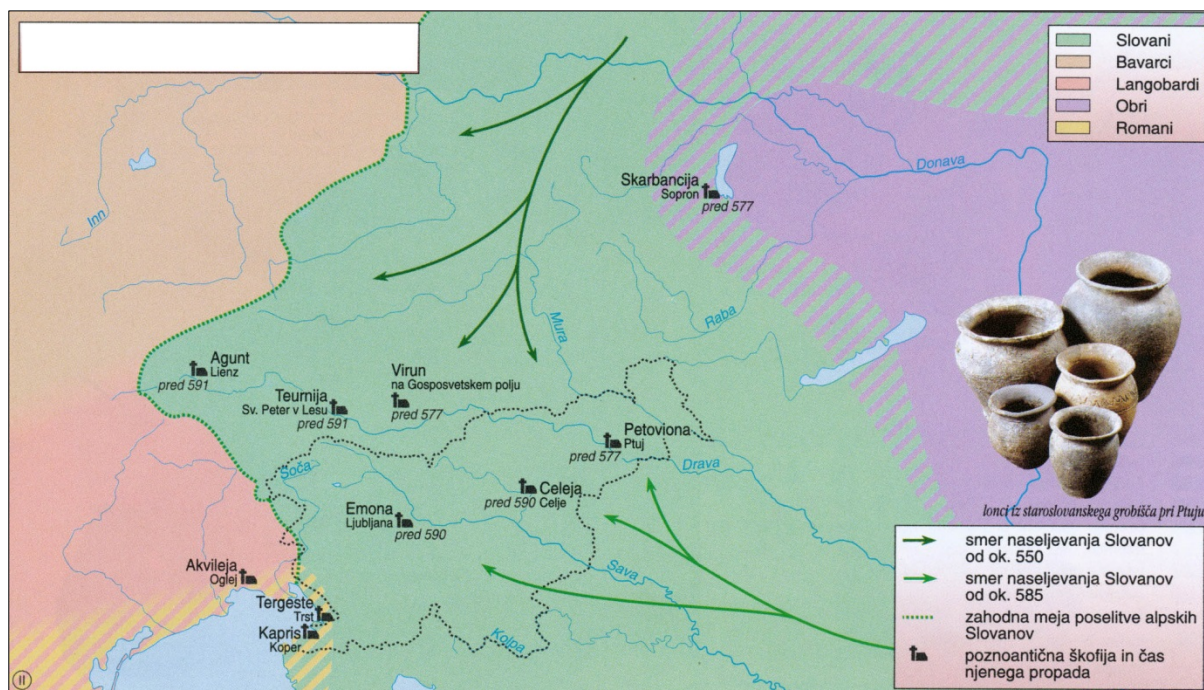 Slovani
Bavarci
Langobardi
Obri
Romani
Donava
Skarbancija
Sopron
pred 577
Inn
Mura
Raba
Agunt
Lienz
pred 591
Virun
na Gosposvetskem polju
pred 577
Teurnija
Sv. Peter v Lesu
pred 591
Petoviona
Ptuj
pred 577
Drava
Soča
Celeja
Celje
pred 590
Emona
Ljubljana
pred 590
Sava
Akvileja
Oglej
Tergeste
Trst
Kapris
Koper
Kolpa
lonci iz staroslovanskega grobišča pri Ptuju
smer naseljevanja Slovanov
od ok. 550
smer naseljevanja Slovanov
od ok. 585
zahodna meja poselitve alpskih
Slovanov
poznoantična škofija in čas
njenega propada
II